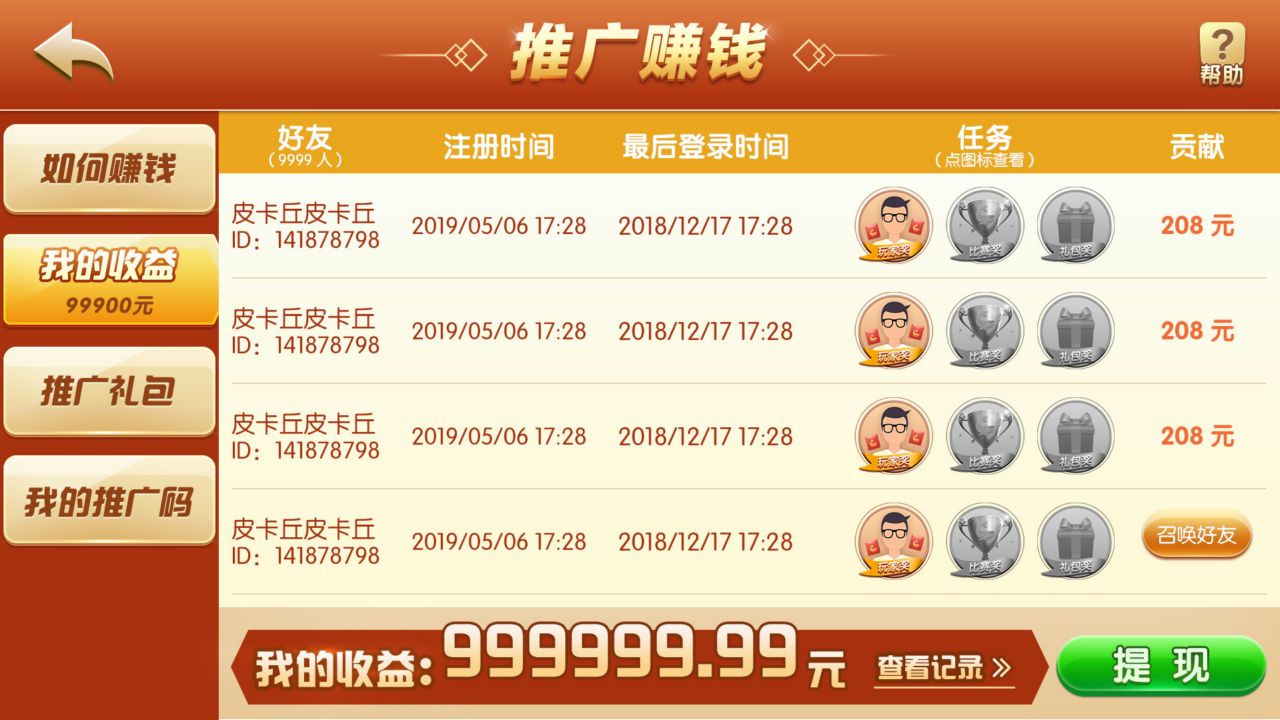 推广赚钱
?
帮助
如何赚钱
我的收益
99900元
推广礼包
我的推广码
好友 注册时间 最后登录时间 任务 贡献
（9999 人） （点图标查看）
皮卡丘皮卡丘
ID：141878798
2019/05/06 17:28 2018/12/17 17:28 玩家奖 比赛奖 礼包奖 208 元
皮卡丘皮卡丘
ID：141878798
2019/05/06 17:28 2018/12/17 17:28 玩家奖 比赛奖 礼包奖 208 元
皮卡丘皮卡丘
ID：141878798
2019/05/06 17:28 2018/12/17 17:28 玩家奖 比赛奖 礼包奖 208 元
皮卡丘皮卡丘
ID：141878798
2019/05/06 17:28 2018/12/17 17:28 玩家奖 比赛奖 礼包奖 召唤好友
我的收益：999999.99 元 查看记录 》 提 现